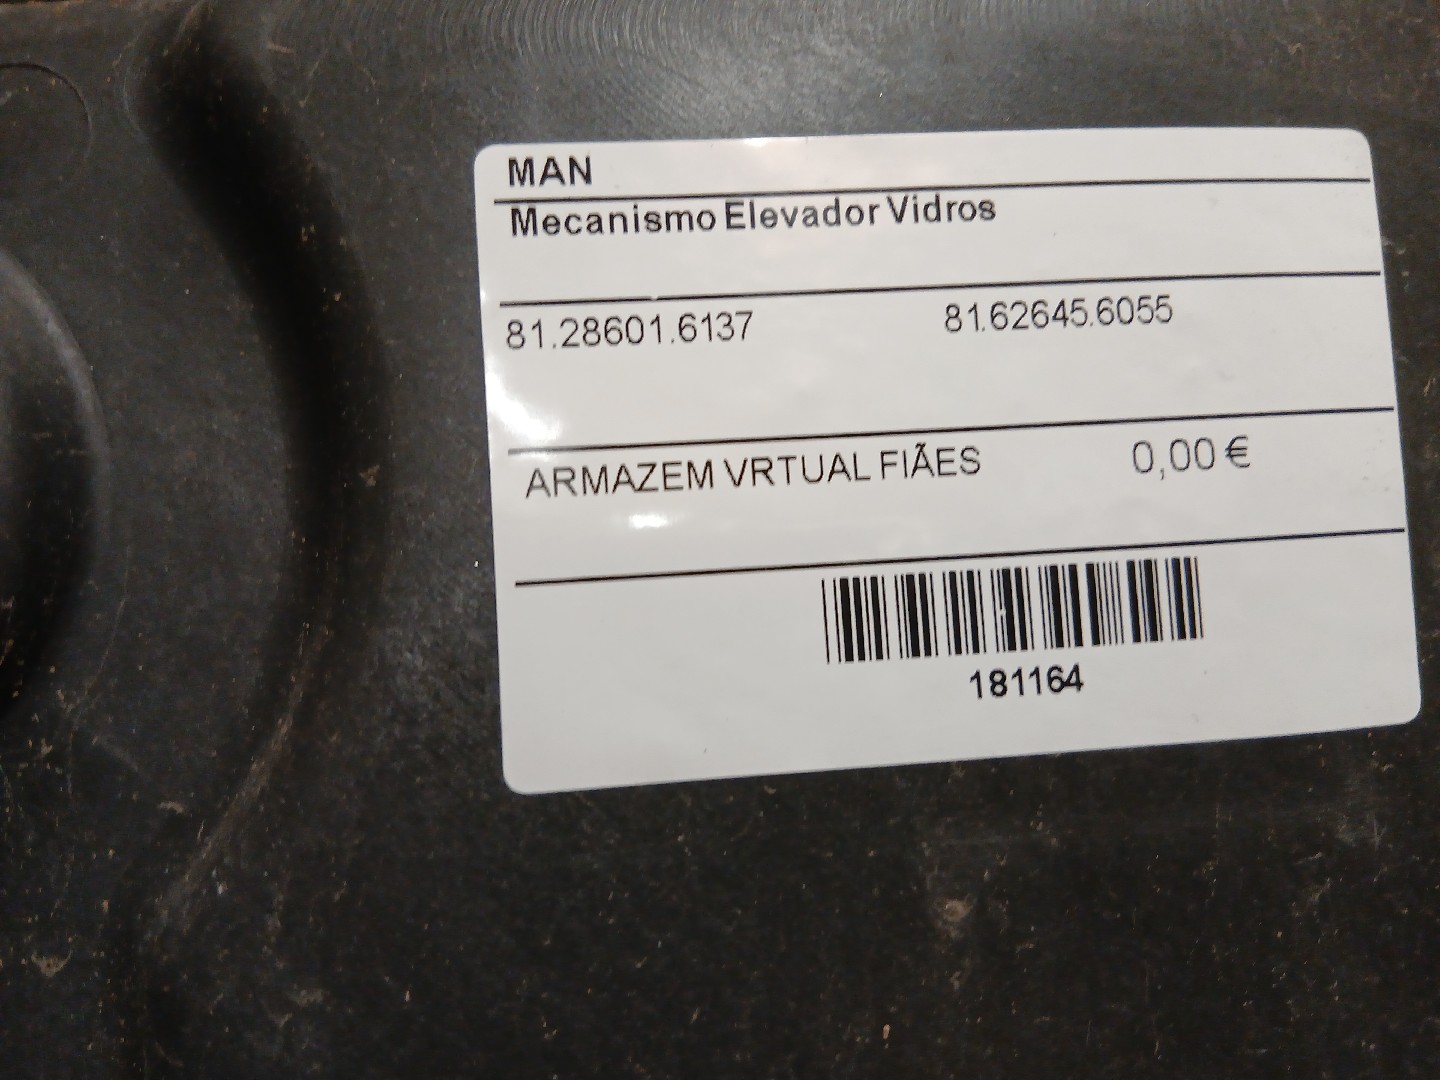 MAN
Mecanismo Elevador Vidros
81.28601.6137 81.62645.6055
ARMAZEM VRTUAL FIÃES 0,00 €
181164